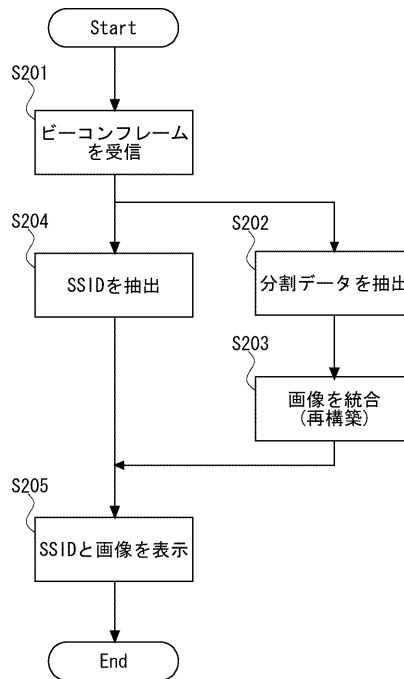 Start
S201
ビーコンフレーム
を受信
S204
SSIDを抽出
S202
分割データを抽出
S203
画像を統合
(再構築)
S205
SSIDと画像を表示
End